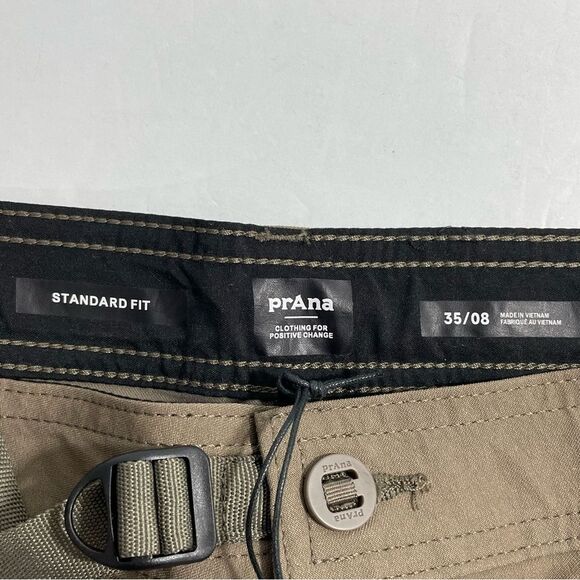 STANDARD FIT
prAna
CLOTHING FOR
POSITIVE CHANGE
35/08
MADE IN VIETNAM
FABRIQUÉ AU VIETNAM
prAna
prAna